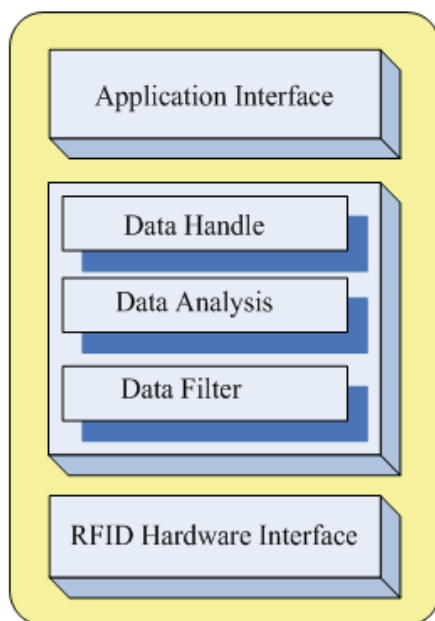 Application Interface
Data Handle
Data Analysis
Data Filter
RFID Hardware Interface